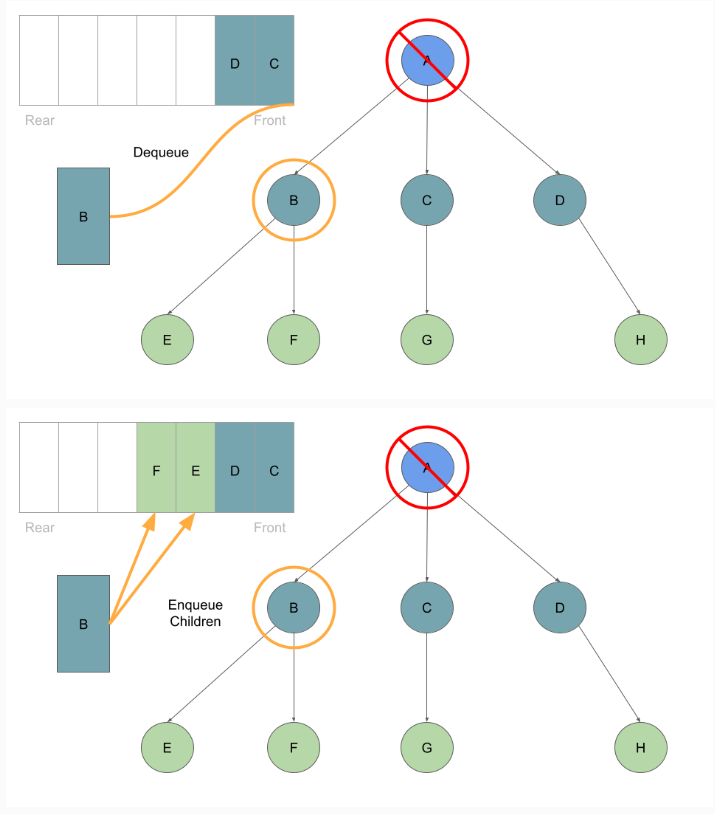 D C
A
Rear Front
Dequeue
B
B C D
E F G H
F E D C
A
Rear Front
Enqueue
Children
B
B C D
E F G H